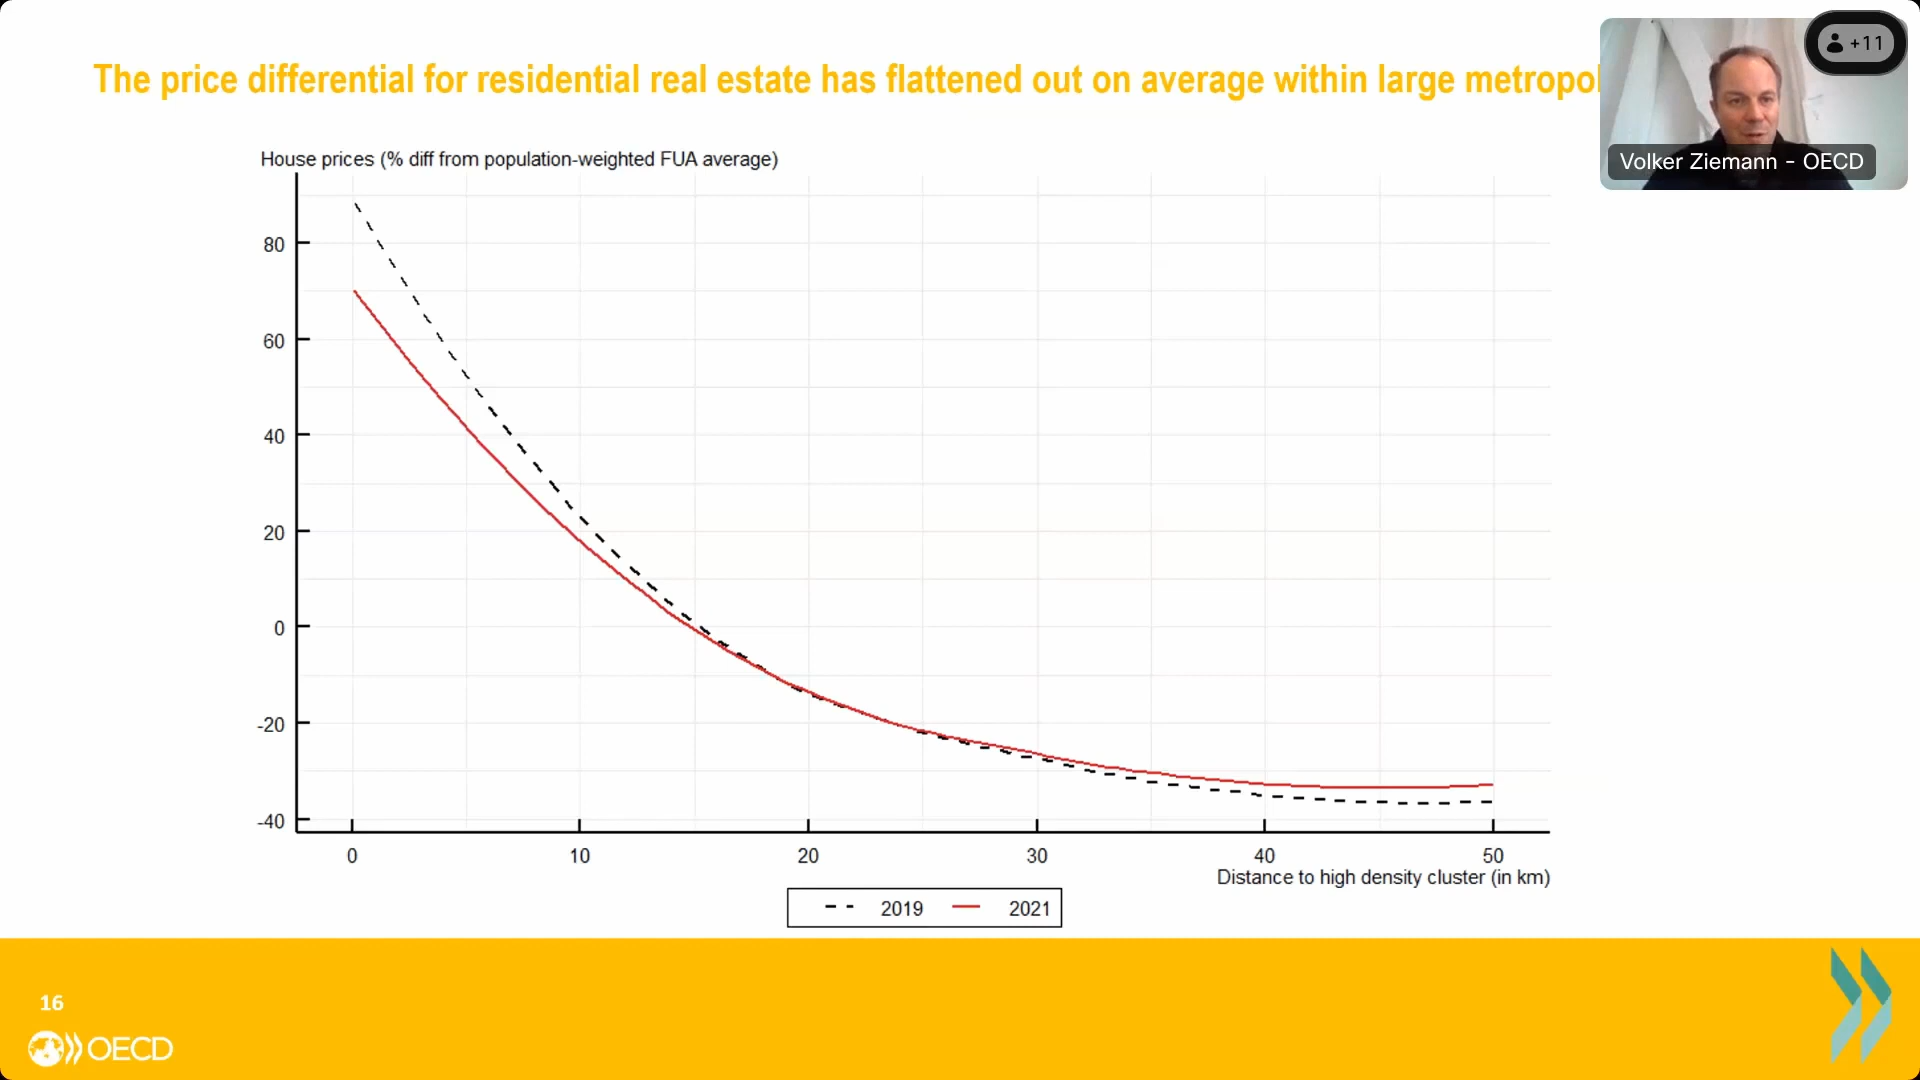 The price differential for residential real estate has flattened out on average within large metropol
+11
Volker Ziemann - OECD
House prices (% diff from population-weighted FUA average)
80
60
40
20
0
-20
-40
0 10 20 30 40 50
Distance to high density cluster (in km)
2019 2021
16
OECD